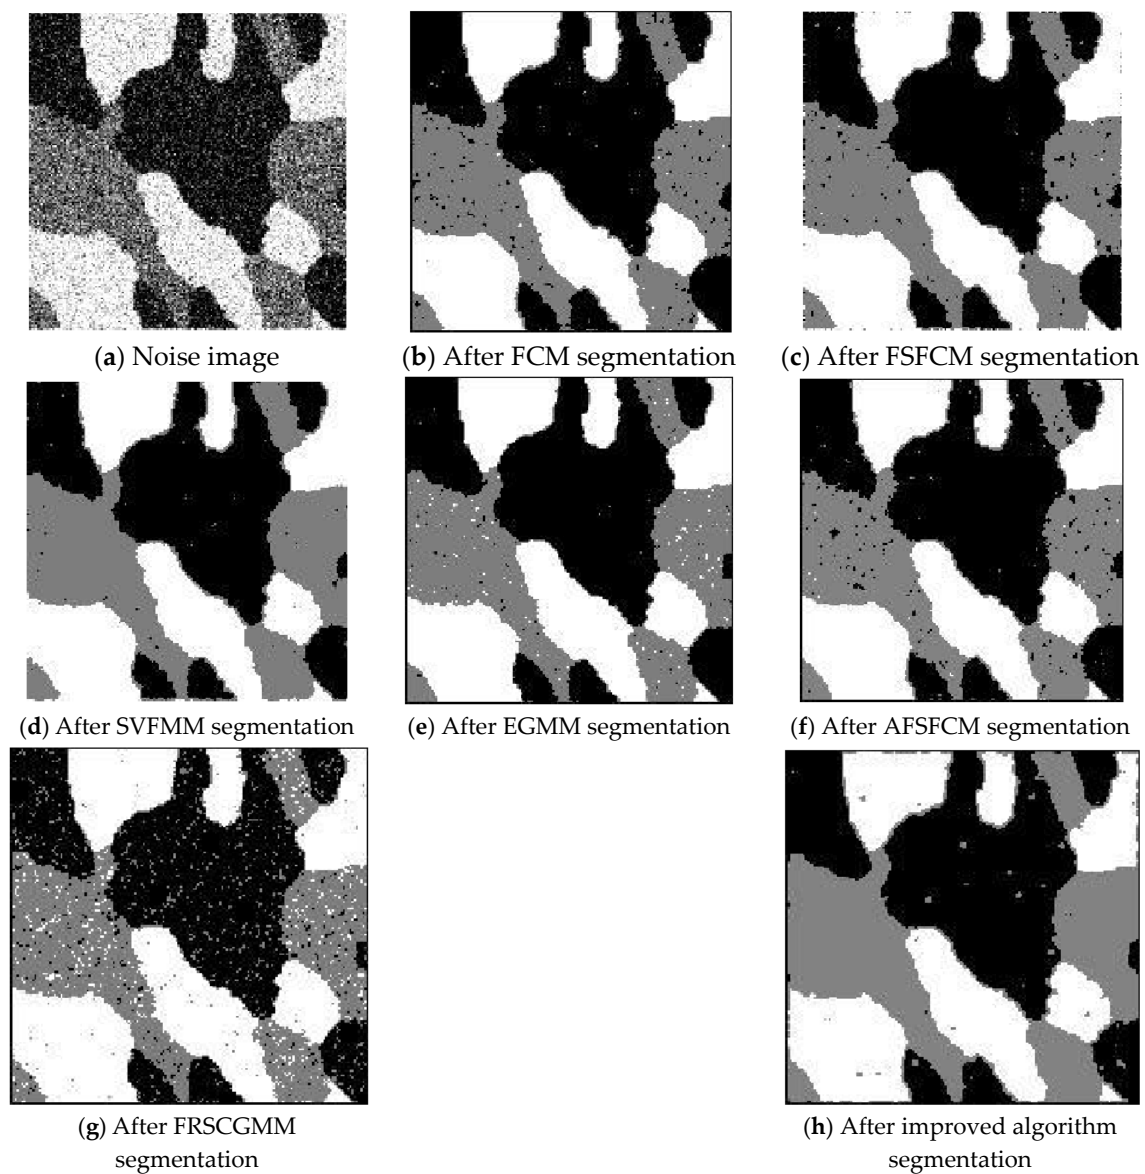 (a) Noise image
(b) After FCM segmentation
(c) After FSFCM segmentation
(d) After SVFMM segmentation
(e) After EGMM segmentation
(f) After AFSFCM segmentation
(g) After FRSCGMM
segmentation
(h) After improved algorithm
segmentation